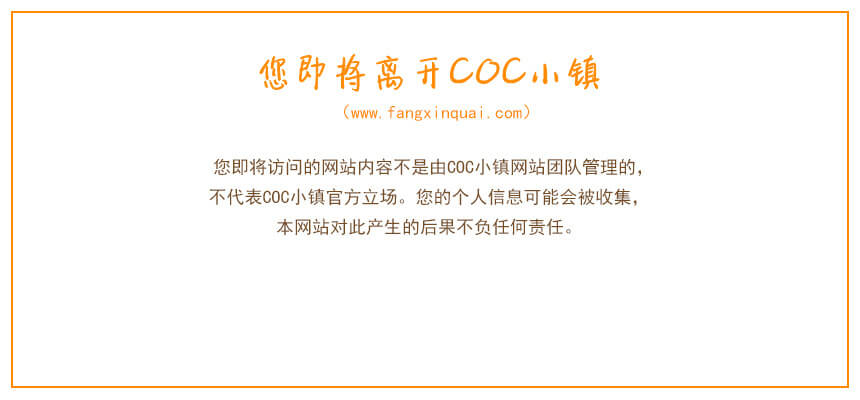 您即将离开COC小镇
（www.fangxinquai.com）
您即将访问的网站内容不是由COC小镇网站团队管理的，
不代表COC小镇官方立场。您的个人信息可能会被收集，
本网站对此产生的后果不负任何责任。